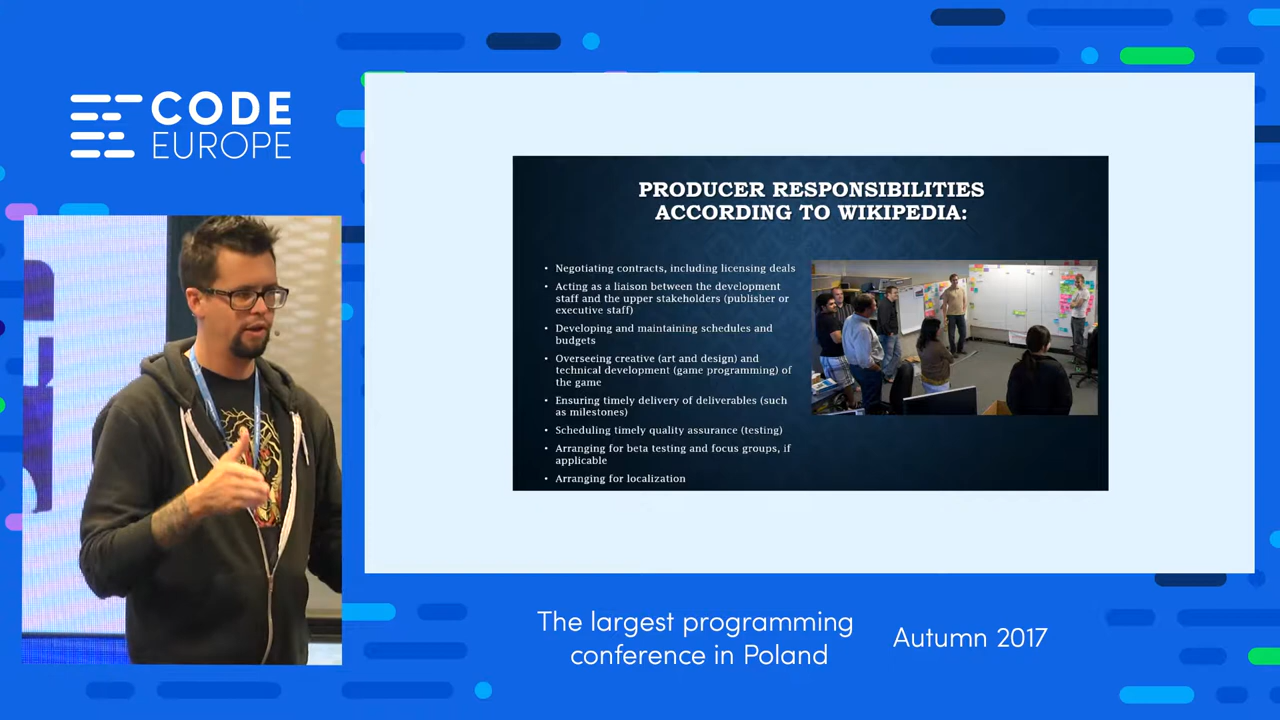 CODE
EUROPE
PRODUCER RESPONSIBILITIES
ACCORDING TO WIKIPEDIA:
• Negotiating contracts, including licensing deals
• Acting as a liaison between the development
staff and the upper stakeholders (publisher or
executive staff)
• Developing and maintaining schedules and
budgets
• Overseeing creative (art and design) and
technical development (game programming) of
the game
• Ensuring timely delivery of deliverables (such
as milestones)
• Scheduling timely quality assurance (testing)
• Arranging for beta testing and focus groups, if
applicable
• Arranging for localization
The largest programming
conference in Poland
Autumn 2017